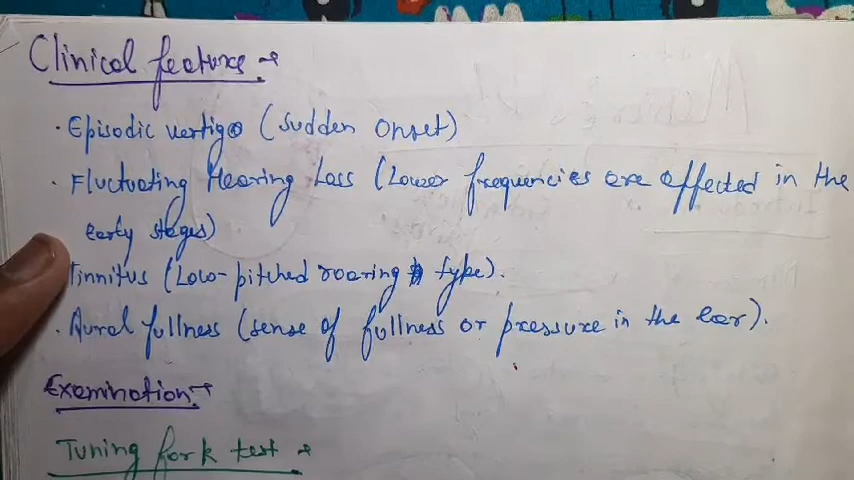 Clinical features →
· Episodic vertigo (sudden onset)
· Fluctuating Hearing Loss (Lower frequencies are affected in the
early stages)
Tinnitus (Low-pitched roaring type).
· Aural fullness (sense of fullness or pressure in the ear).
Examination →
Tuning fork test →